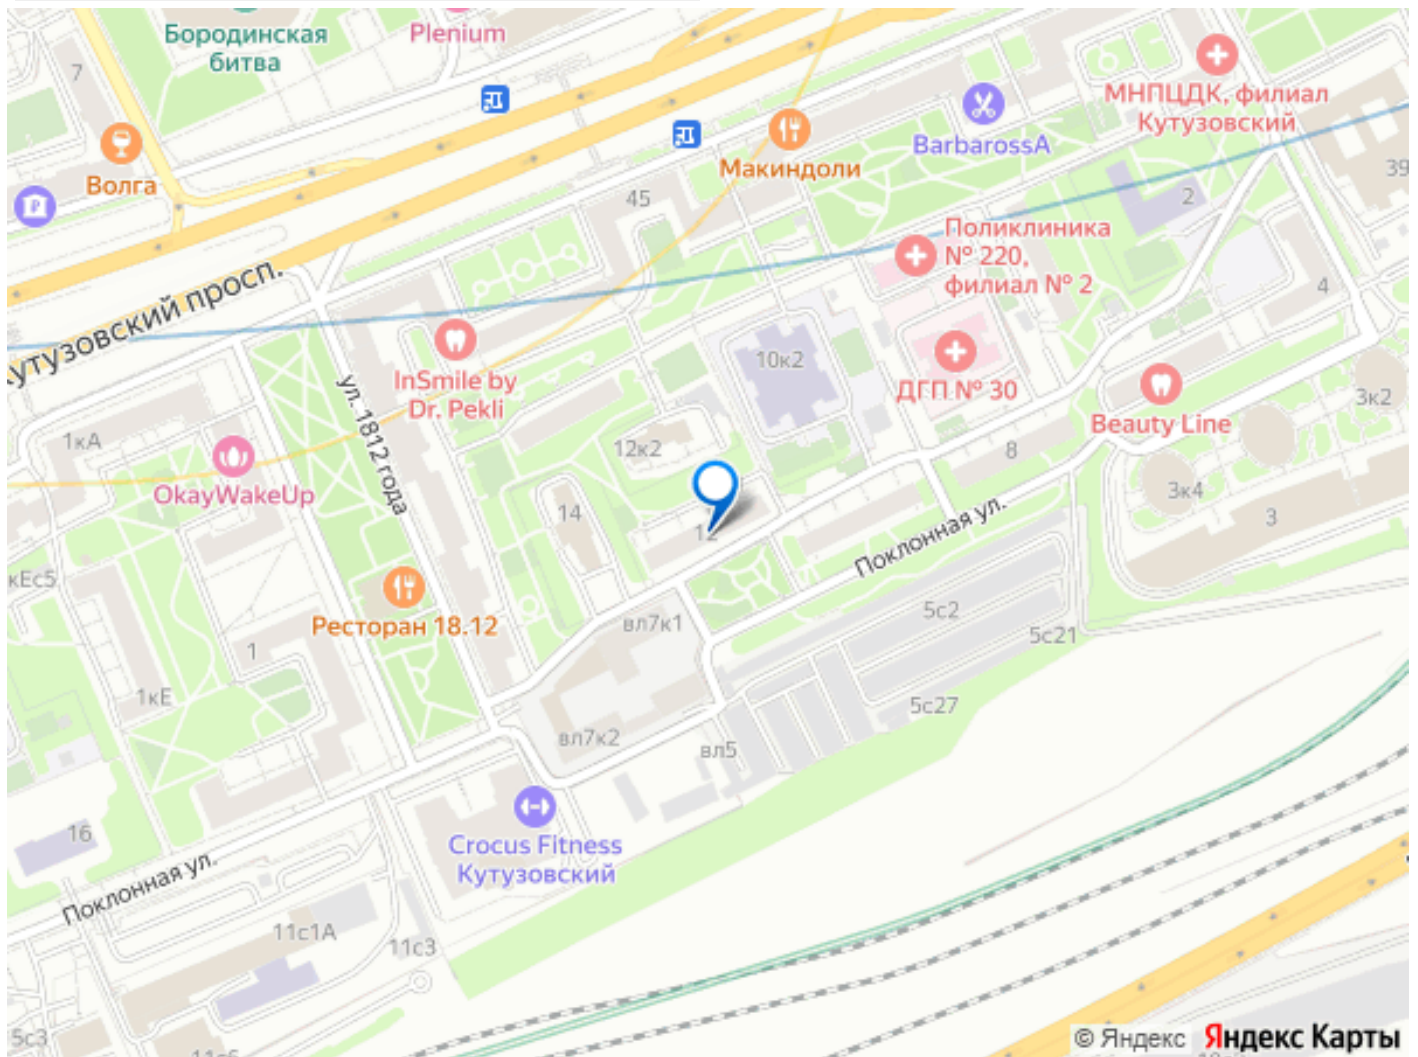 Бородинская
битва
Plenium
7
МНПЦДК, филиал
Кутузовский
BarbarossA
Макиндоли
Волга
39
2
45
Поликлиника
№ 220,
филиал № 2
Кутузовский просп.
4
InSmile by
Dr. Pekli
10к2
ДГП № 30
Beauty Line
3к2
ул. 1812 года
1кА
12к2
8
OkayWakeUp
3к4
14
12
3
Поклонная ул.
кЕс5
Ресторан 18.12
вл7к1
5с2
5с21
1
1кЕ
5с27
вл7к2
вл5
16
Crocus Fitness
Кутузовский
Поклонная ул.
11с1А
11с3
5с3
© Яндекс Яндекс Карты